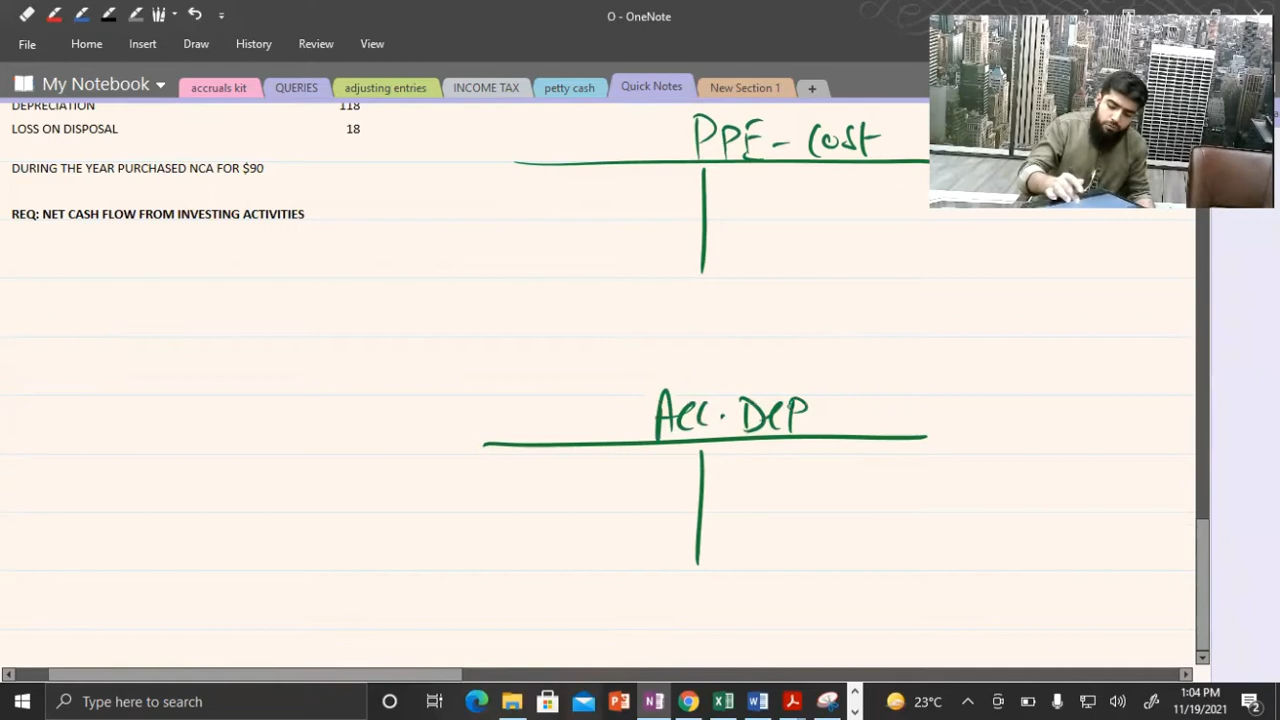 O - OneNote
File
Home
Insert
Draw
History
Review
View
My Notebook
accruals kit
QUERIES
adjusting entries
INCOMETAX
petty cash
Quick Notes
New Section 1
+
DEPRECIATION 118
LOSS ON DISPOSAL 18
DURING THE YEAR PURCHASED NCA FOR $90
REQ: NET CASH FLOW FROM INVESTING ACTIVITIES
PPE - Cost
Acc. Dep
Type here to search
23°C
1:04 PM
11/19/2021
2